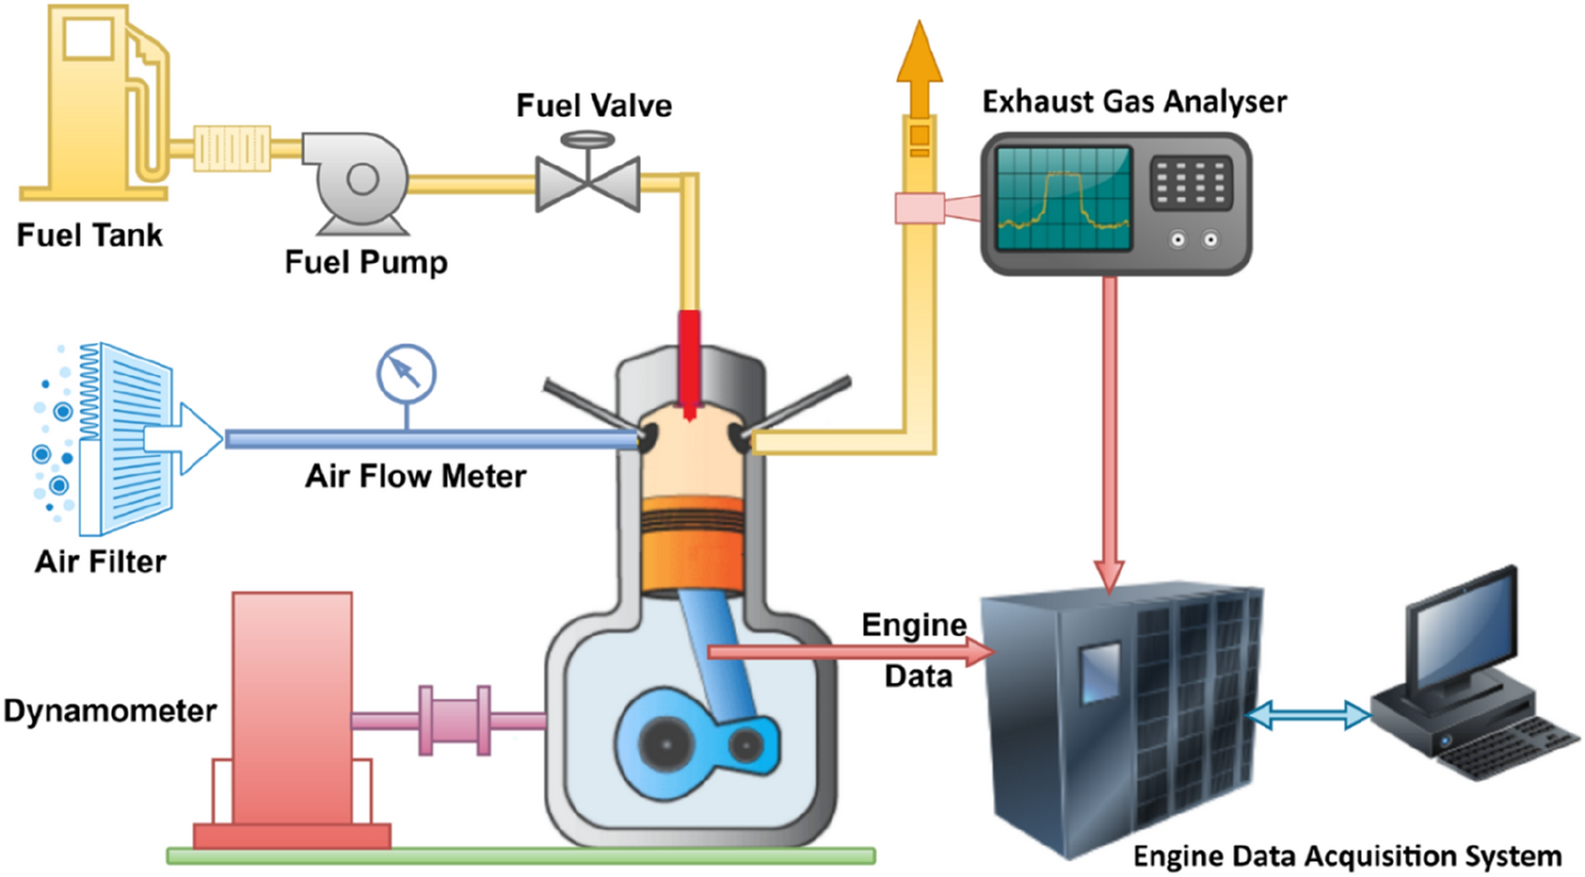 Fuel Valve
Exhaust Gas Analyser
Fuel Tank
Fuel Pump
Air Flow Meter
Air Filter
Engine
Data
Dynamometer
Engine Data Acquisition System